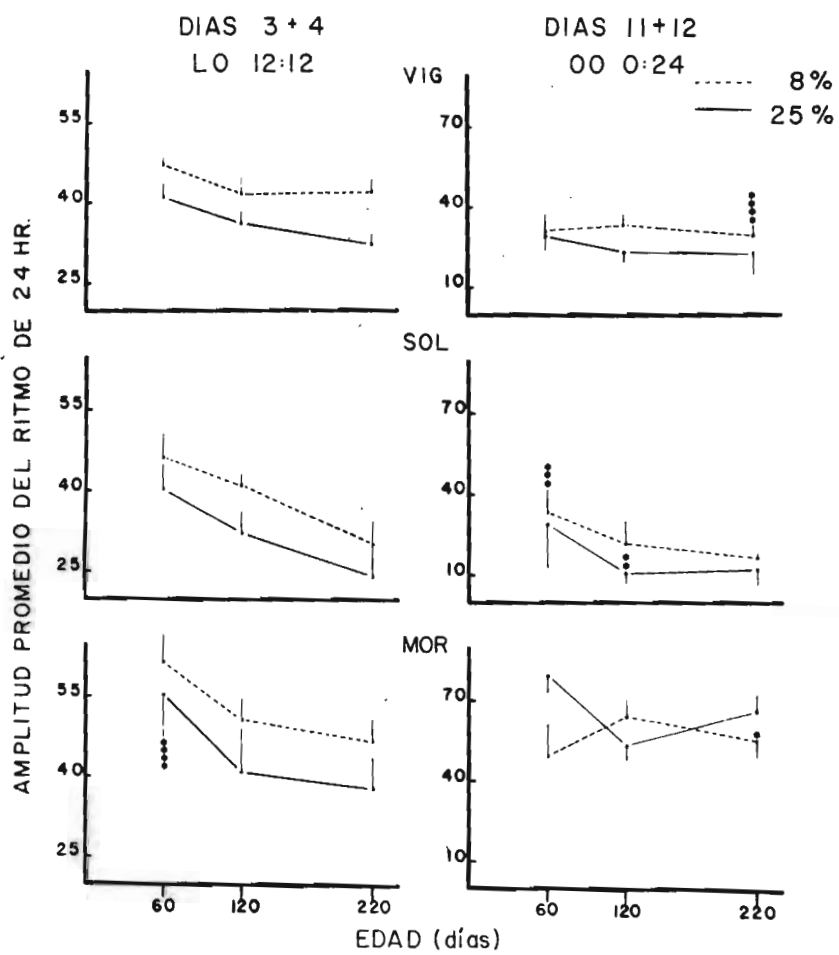 DIAS 3 + 4
LO 12:12
DIAS 11+12
OO 0:24
VIG
8%
25%
55
40
25
70
40
10
SOL
55
40
25
70
40
10
MOR
55
40
25
70
40
10
60 120 220
60 120 220
EDAD (días)
AMPLITUD PROMEDIO DEL RITMO DE 24 HR.